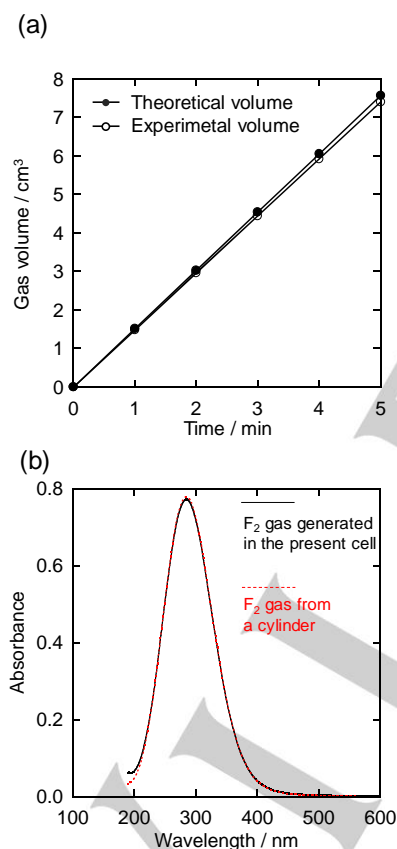 (a)
8
7
6
5
4
3
2
1
0
Theoretical volume
Experimetal volume
Gas volume / cm³
0 1 2 3 4 5
Time / min
(b)
0.8
0.6
0.4
0.2
0.0
F₂ gas generated
in the present cell
F₂ gas from
a cylinder
Absorbance
100 200 300 400 500 600
Wavelength / nm